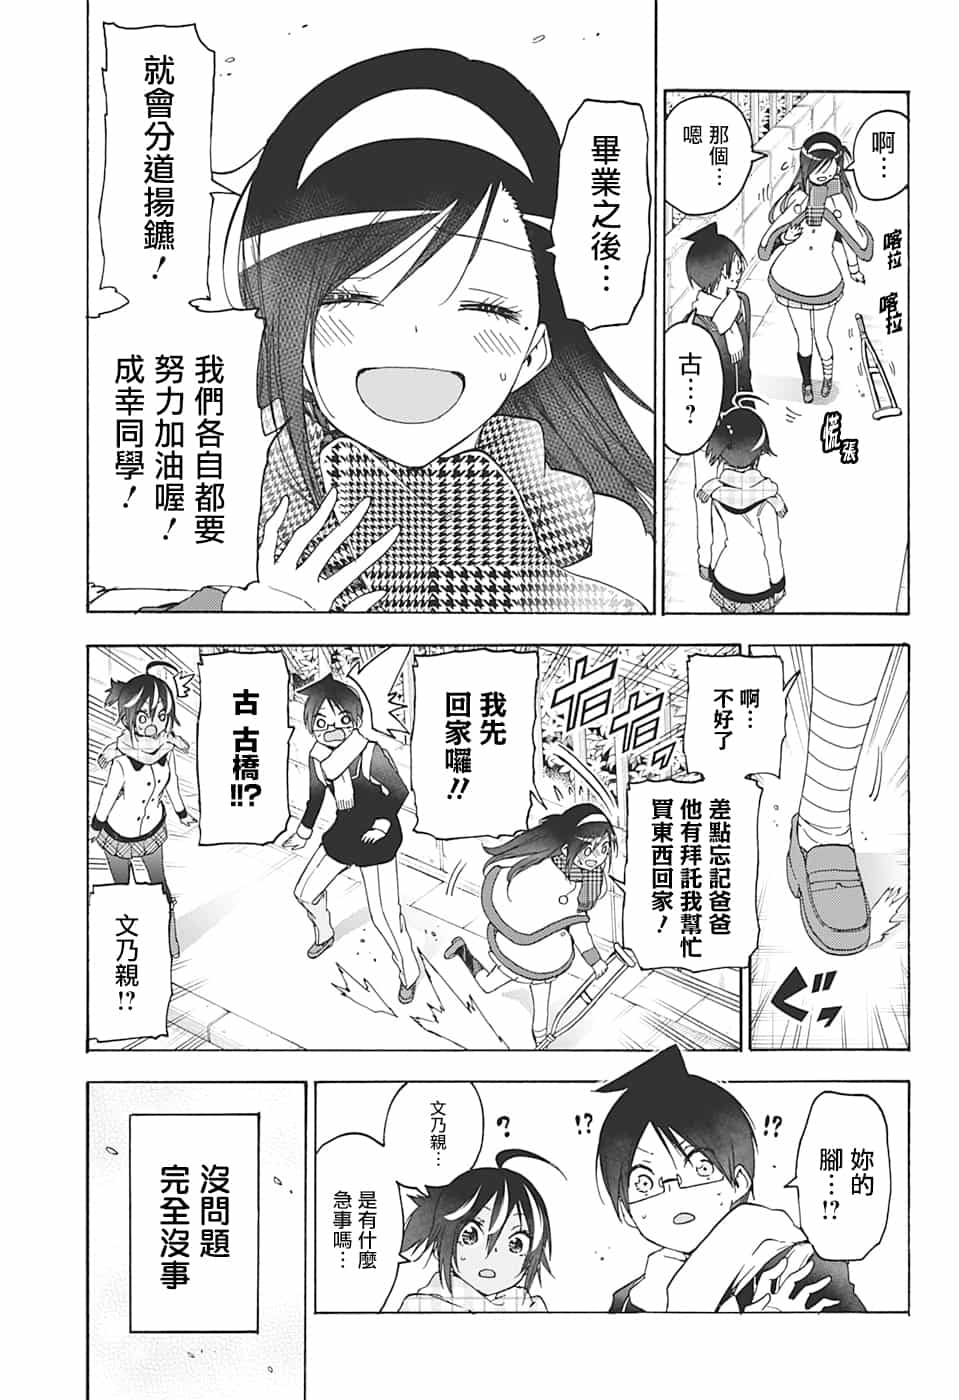 啊…
那個…
嗯
喀拉
喀拉
古…?
慌
張
畢業之後…
就會分道揚鑣！
我們各自都要
努力加油喔！
成幸同學！
ぐっ
啊…
不好了
差點忘記爸爸
他有拜託我幫忙
買東西回家！
我先
回家囉!!
古 古橋!!?
文乃親!?
妳的
腳…!?
!?
!?
?
文乃親…
是有什麼
急事嗎…
沒問題
完全沒事